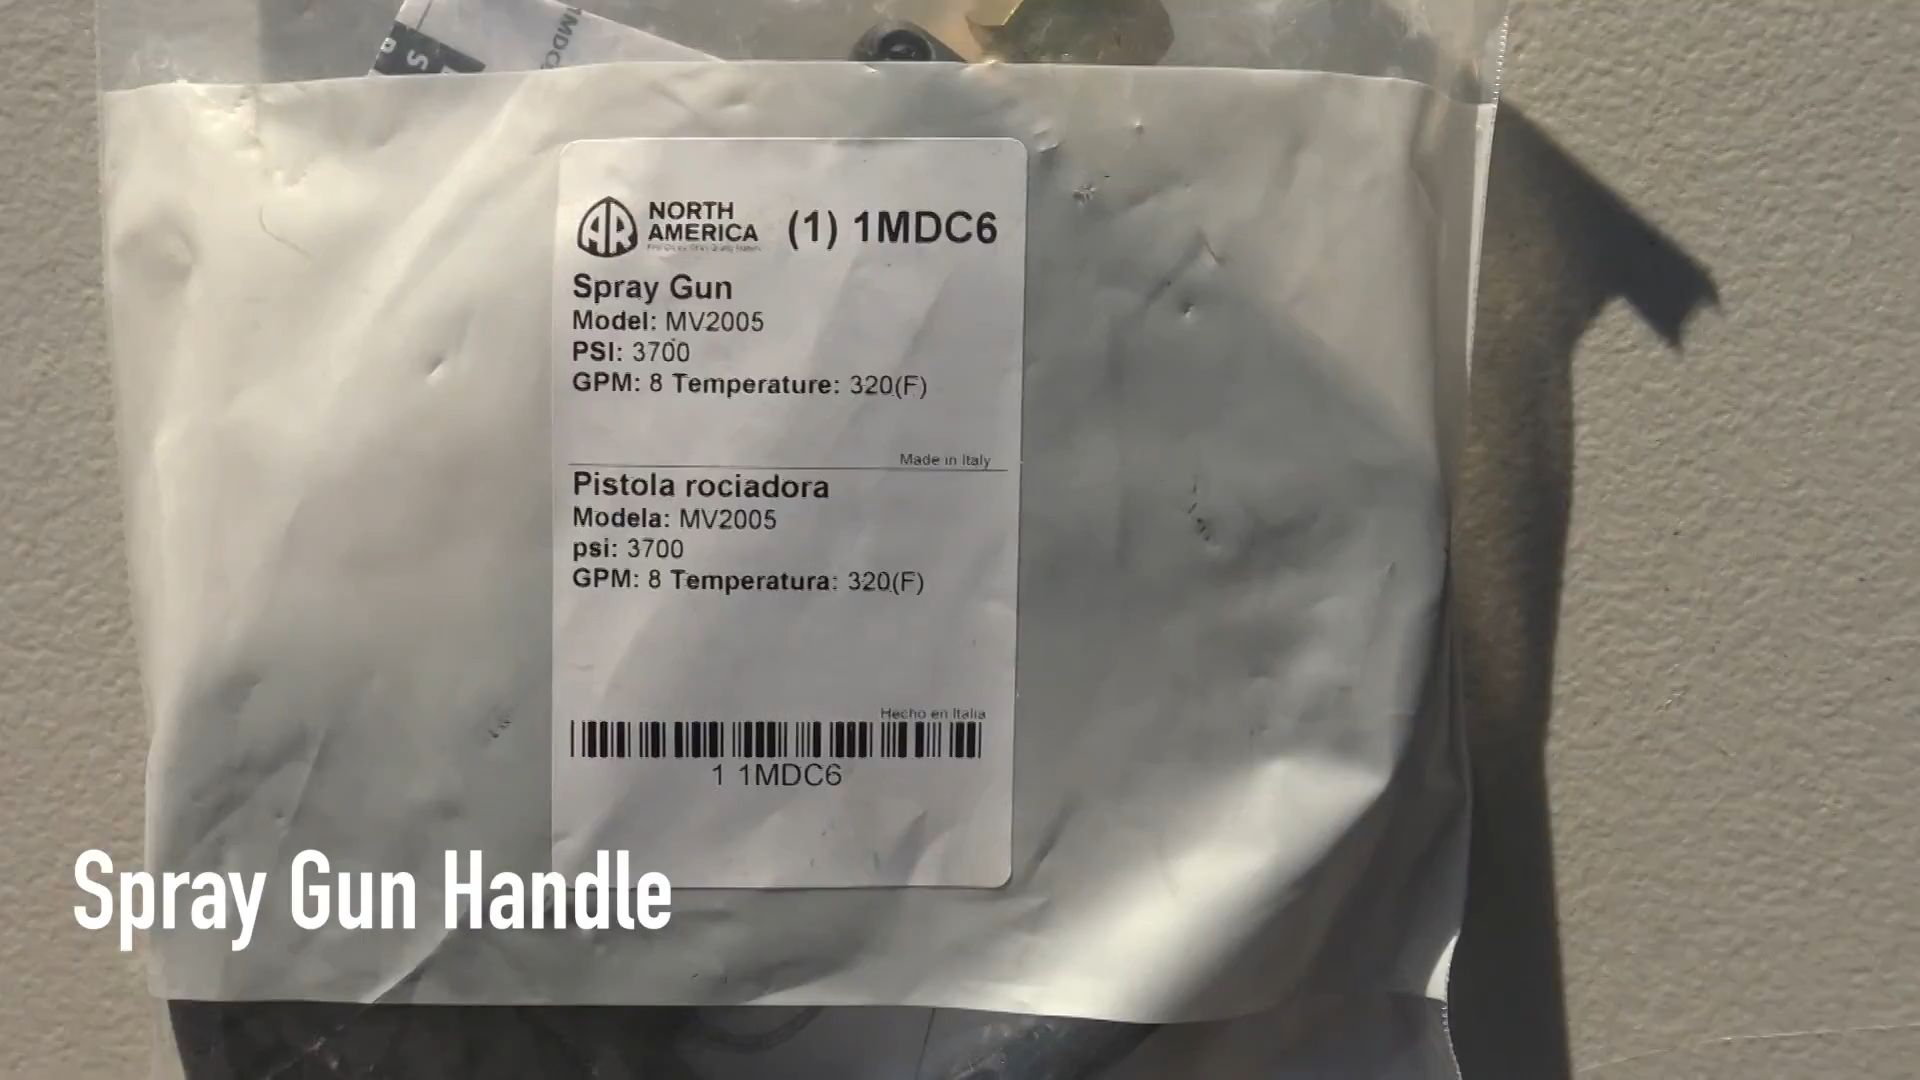 1MDC
NORTH
AMERICA
(1) 1MDC6
Spray Gun
Model: MV2005
PSI: 3700
GPM: 8 Temperature: 320(F)
Made in Italy
Pistola rociadora
Modela: MV2005
psi: 3700
GPM: 8 Temperatura: 320(F)
Hecho en Italia
1 1MDC6
Spray Gun Handle